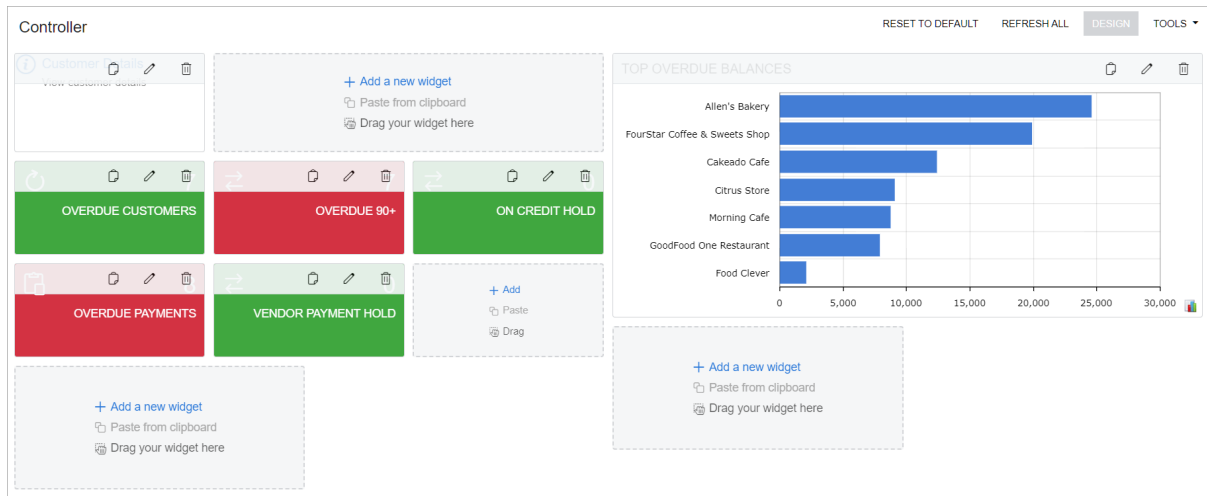 Controller
RESET TO DEFAULT
REFRESH ALL
DESIGN
TOOLS
Customer Details
View customer details
+ Add a new widget
Paste from clipboard
Drag your widget here
TOP OVERDUE BALANCES
Allen's Bakery
FourStar Coffee & Sweets Shop
Cakeado Cafe
Citrus Store
Morning Cafe
GoodFood One Restaurant
Food Clever
0 5,000 10,000 15,000 20,000 25,000 30,000
OVERDUE CUSTOMERS
OVERDUE 90+
ON CREDIT HOLD
OVERDUE PAYMENTS
VENDOR PAYMENT HOLD
+ Add
Paste
Drag
+ Add a new widget
Paste from clipboard
Drag your widget here
+ Add a new widget
Paste from clipboard
Drag your widget here